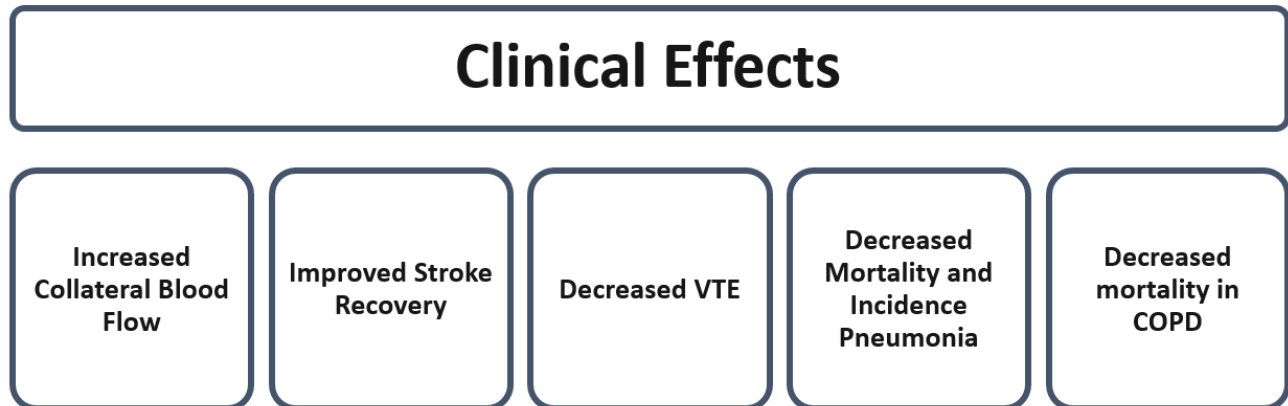 Clinical Effects
Increased
Collateral Blood
Flow
Improved Stroke
Recovery
Decreased VTE
Decreased
Mortality and
Incidence
Pneumonia
Decreased
mortality in
COPD